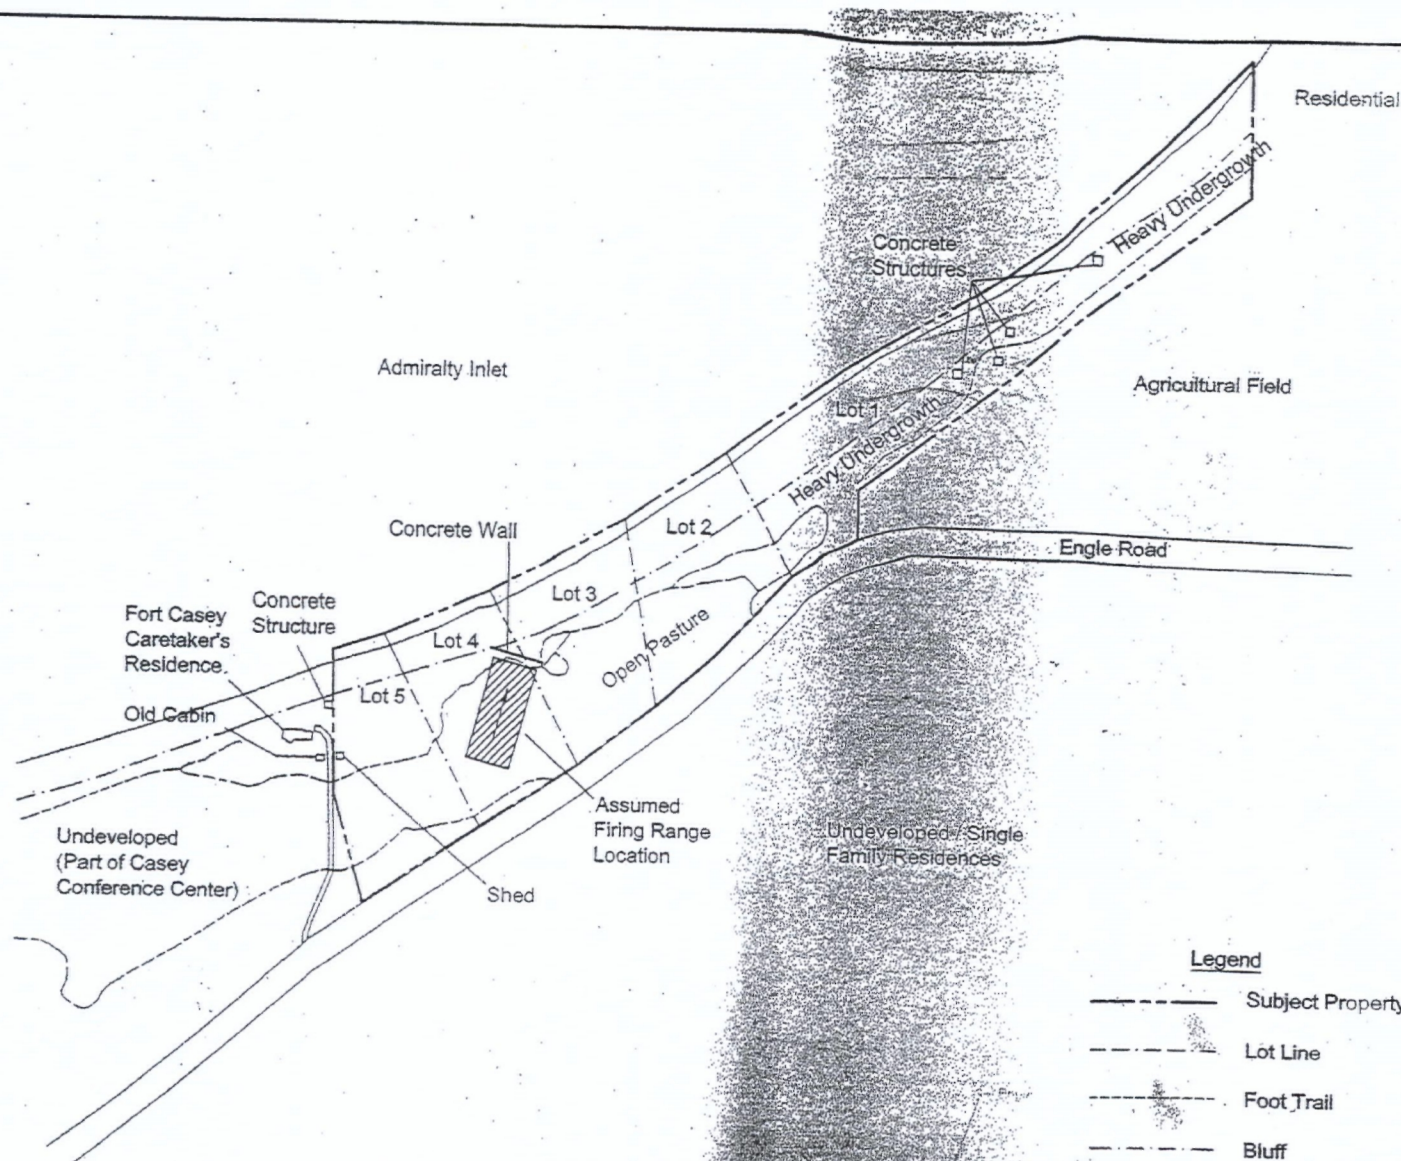 Residential
Concrete
Structures
Heavy Undergrowth
Admiralty Inlet
Agricultural Field
Lot 1
Heavy Undergrowth
Concrete Wall
Lot 2
Engle Road
Fort Casey
Caretaker's
Residence
Concrete
Structure
Lot 3
Lot 4
Open Pasture
Lot 5
Old Cabin
Assumed
Firing Range
Location
Undeveloped
(Part of Casey
Conference Center)
Undeveloped / Single
Family Residences
Shed
Legend
Subject Property
Lot Line
Foot Trail
Bluff